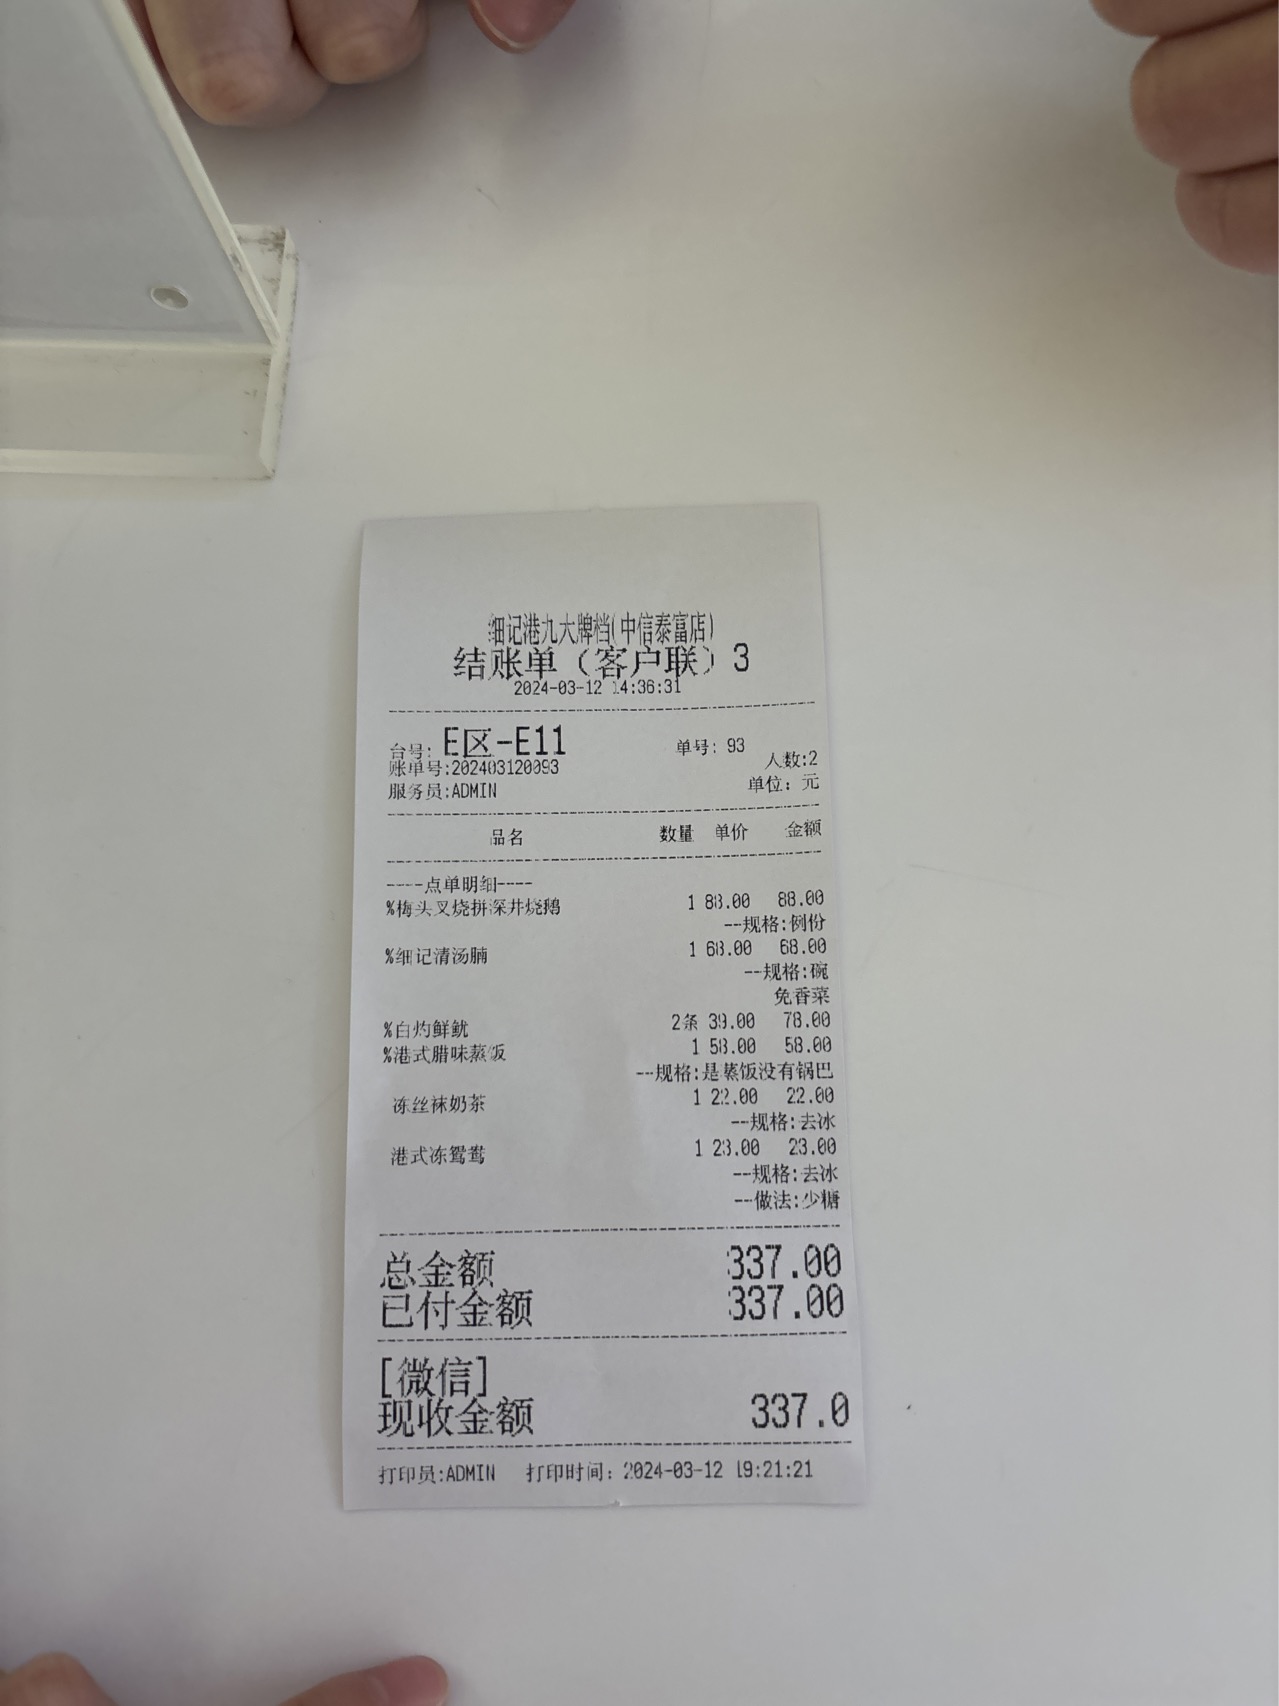 细记港九大牌档(中信泰富店)
结账单（客户联）3
2024-03-12 14:36:31
台号: E区-E11 单号: 93
账单号:202403120093 人数:2
服务员:ADMIN 单位: 元
品名 数量 单价 金额
----点单明细----
%梅头叉烧拼深井烧鹅 1 88.00 88.00
--规格:例份
%细记清汤腩 1 68.00 68.00
--规格:碗
免香菜
%白灼鲜鱿 2条 39.00 78.00
%港式腊味蒸饭 1 58.00 58.00
--规格:是蒸饭没有锅巴
冻丝袜奶茶 1 22.00 22.00
--规格:去冰
港式冻鸳鸯 1 23.00 23.00
--规格:去冰
--做法:少糖
总金额 337.00
已付金额 337.00
[微信]
现收金额 337.0
打印员:ADMIN 打印时间: 2024-03-12 19:21:21